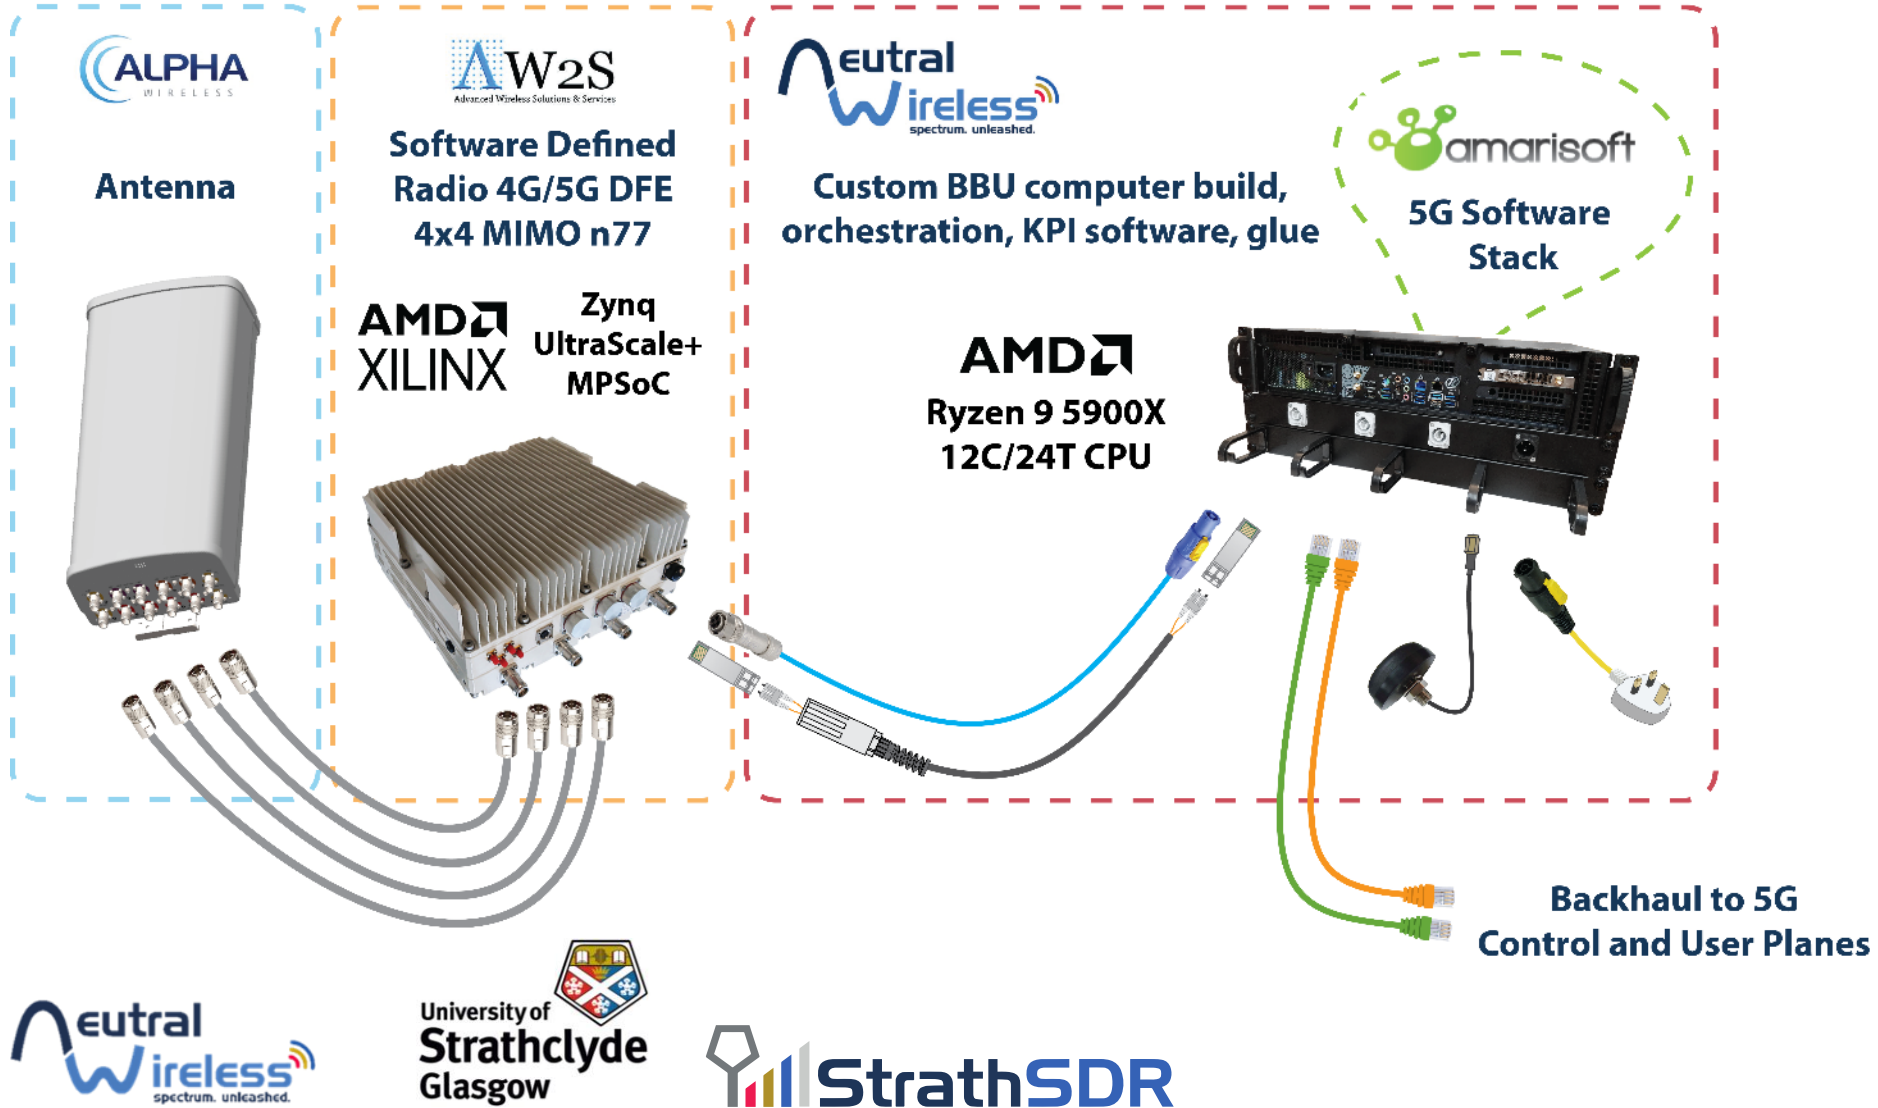 ALPHA
WIRELESS
Antenna
AW2S
Advanced Wireless Solutions & Services
Software Defined
Radio 4G/5G DFE
4x4 MIMO n77
AMD
XILINX
Zynq
UltraScale+
MPSoC
Neutral
Wireless
spectrum. unleashed.
Custom BBU computer build,
orchestration, KPI software, glue
AMD
Ryzen 9 5900X
12C/24T CPU
amarisoft
5G Software
Stack
Backhaul to 5G
Control and User Planes
Neutral
Wireless
spectrum. unleashed.
University of
Strathclyde
Glasgow
StrathSDR